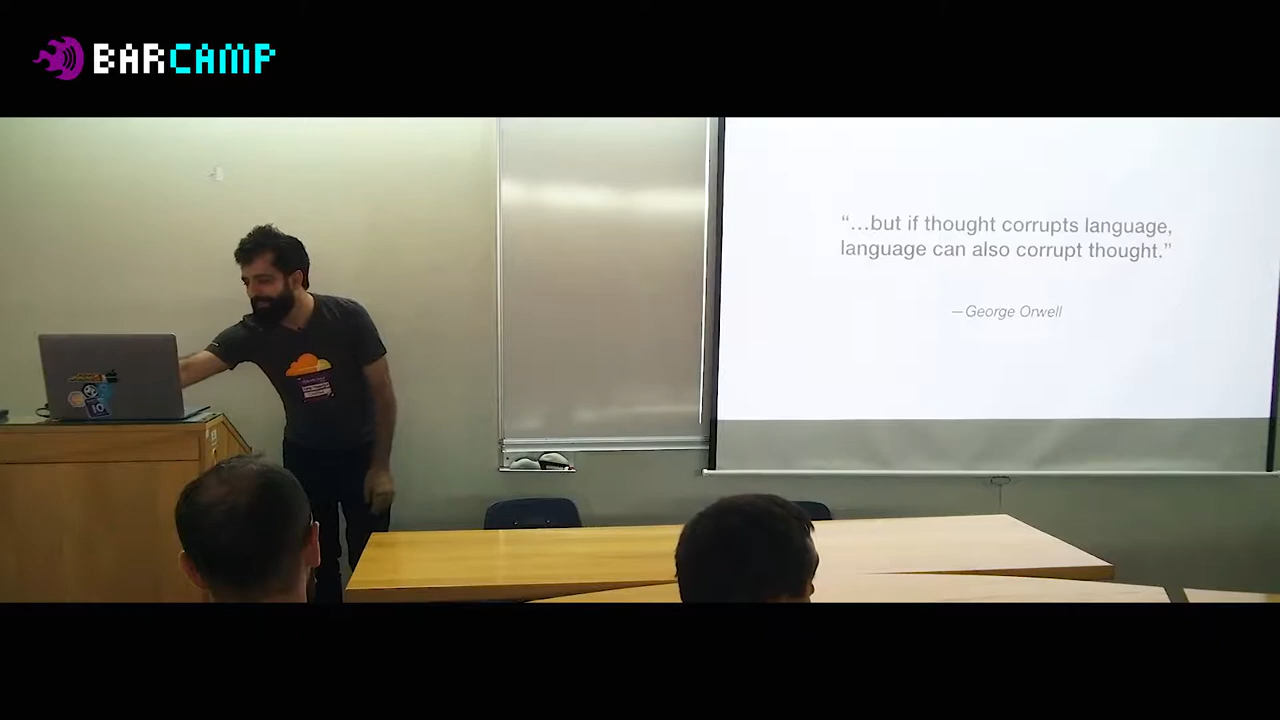 BARCAMP
“…but if thought corrupts language,
language can also corrupt thought.”
—George Orwell